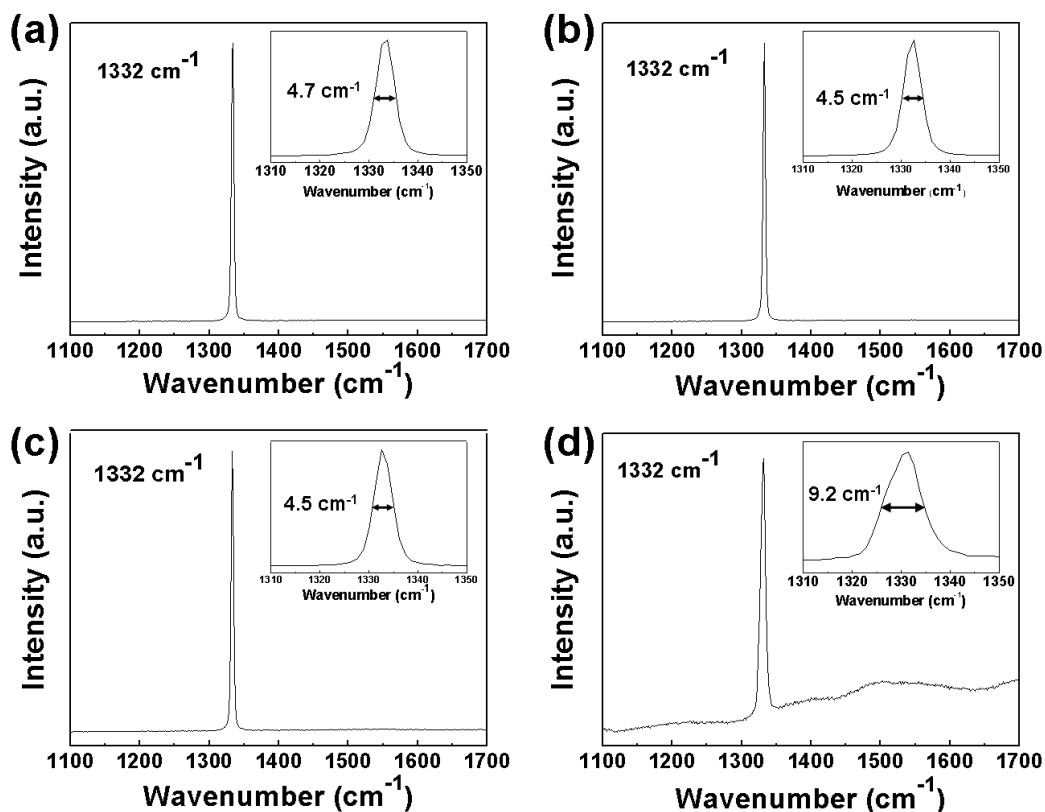 (a)
1332 cm-1
4.7 cm-1
1310 1320 1330 1340 1350
Wavenumber (cm-1)
Intensity (a.u.)
1100 1200 1300 1400 1500 1600 1700
Wavenumber (cm-1)
(b)
1332 cm-1
4.5 cm-1
1310 1320 1330 1340 1350
Wavenumber (cm-1)
Intensity (a.u.)
1100 1200 1300 1400 1500 1600 1700
Wavenumber (cm-1)
(c)
1332 cm-1
4.5 cm-1
1310 1320 1330 1340 1350
Wavenumber (cm-1)
Intensity (a.u.)
1100 1200 1300 1400 1500 1600 1700
Wavenumber (cm-1)
(d)
1332 cm-1
9.2 cm-1
1310 1320 1330 1340 1350
Wavenumber (cm-1)
Intensity (a.u.)
1100 1200 1300 1400 1500 1600 1700
Wavenumber (cm-1)